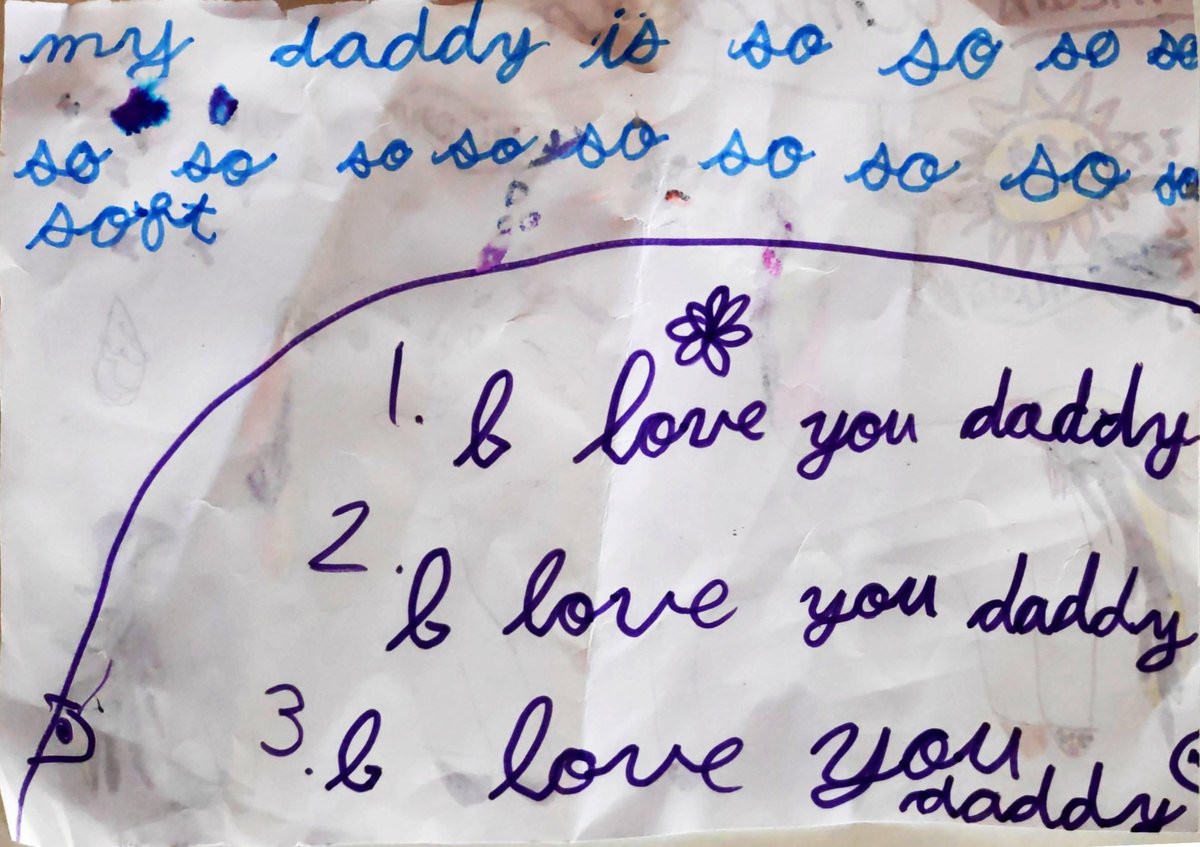 my daddy is so so so so
so so so so so so so so so
soft
1. I love you daddy
2. I love you daddy
3. I love you
daddy